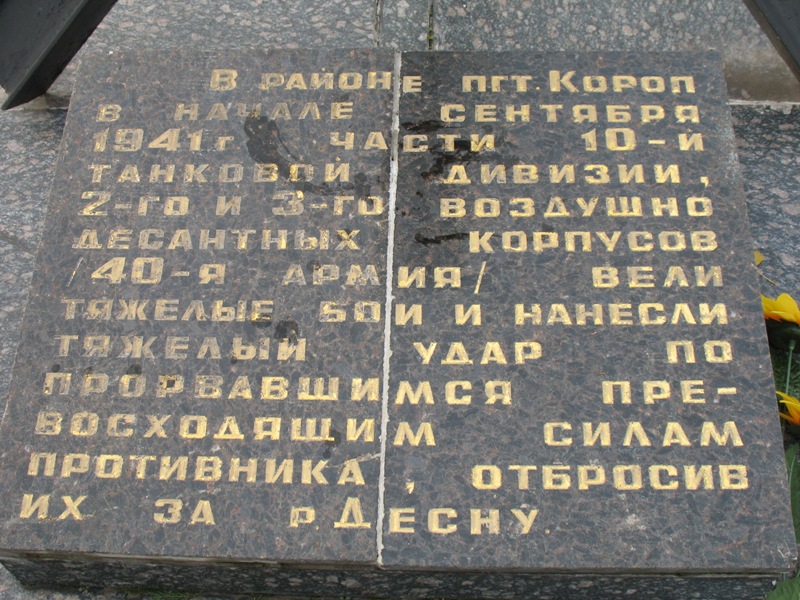 В районе пгт. Короп
в начале сентября
1941г части 10-й
танковой дивизии,
2-го и 3-го воздушно
десантных корпусов
/40-я армия/ вели
тяжелые бои и нанесли
тяжелый удар по
прорвавшимся пре-
восходящим силам
противника, отбросив
их за р. Десну.